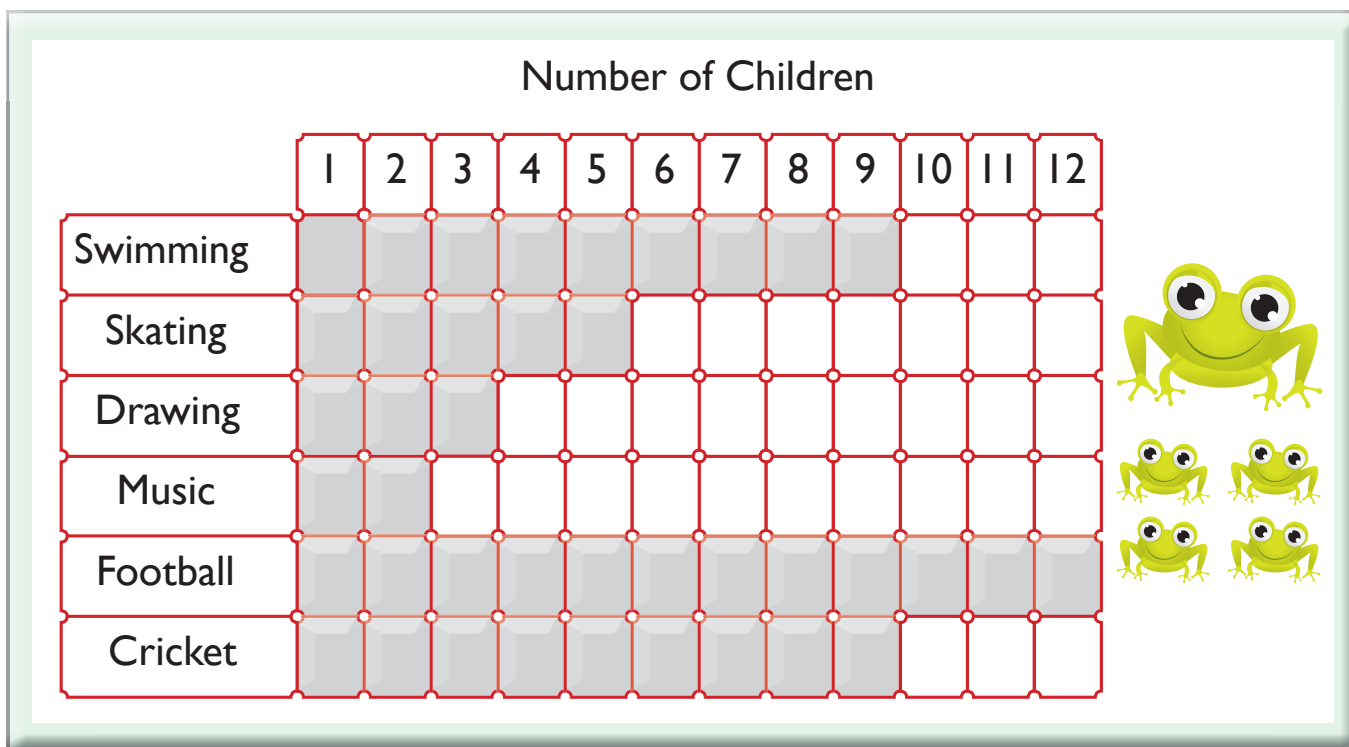 Number of Children
1 2 3 4 5 6 7 8 9 10 11 12
Swimming
Skating
Drawing
Music
Football
Cricket